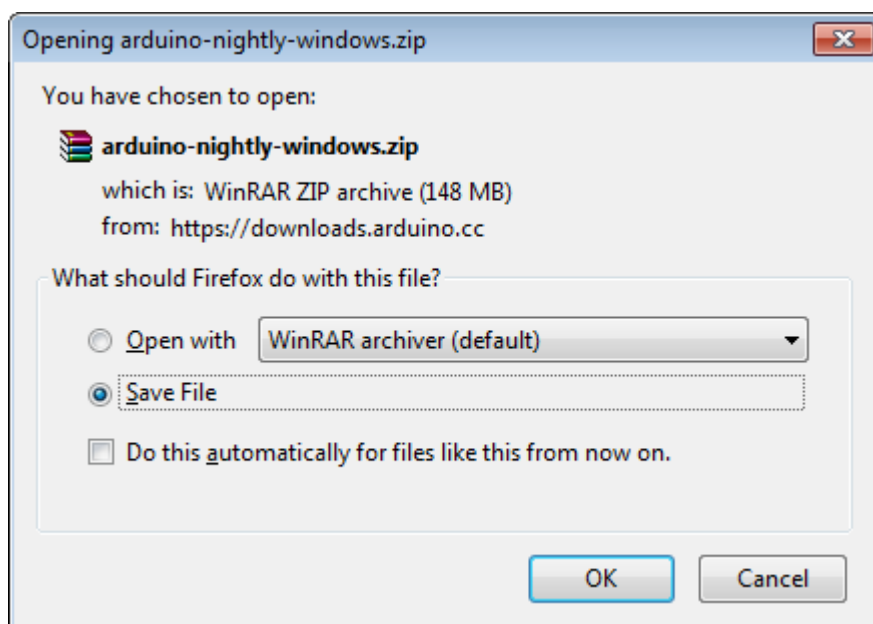 Opening arduino-nightly-windows.zip
You have chosen to open:
arduino-nightly-windows.zip
which is: WinRAR ZIP archive (148 MB)
from: https://downloads.arduino.cc
What should Firefox do with this file?
Open with WinRAR archiver (default)
Save File
Do this automatically for files like this from now on.
OK Cancel